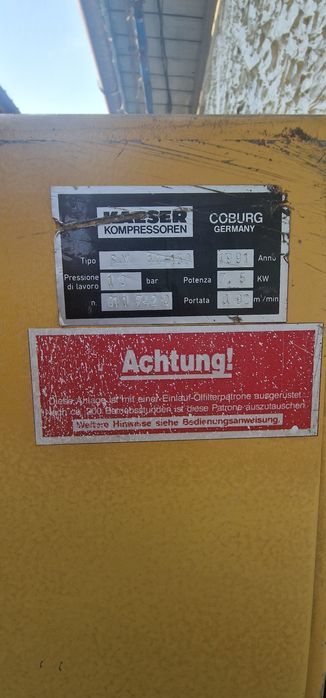 KAESER COBURG
KOMPRESSOREN GERMANY
Tipo 1991 Anno
Pressione di lavoro bar Potenza KW
n. Portata m³/min
Achtung!
Diese Anlage ist mit einer Einlauf-Ölfilterpatrone ausgerüstet.
Nach ca. 200 Betriebsstunden ist diese Patrone auszutauschen.
Weitere Hinweise siehe Bedienungsanweisung.